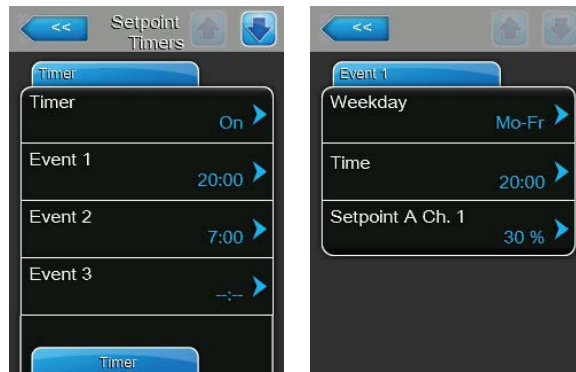 <<
Setpoint
Timers
Timer
Timer
On
Event 1
20:00
Event 2
7:00
Event 3
--:--
Timer
<<
Event 1
Weekday
Mo-Fr
Time
20:00
Setpoint A Ch. 1
30 %